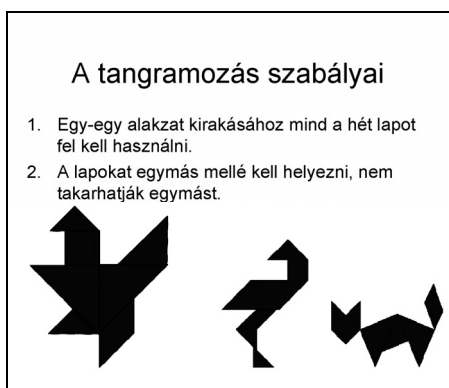 A tangramozás szabályai
1. Egy-egy alakzat kirakásához mind a hét lapot
fel kell használni.
2. A lapokat egymás mellé kell helyezni, nem
takarhatják egymást.